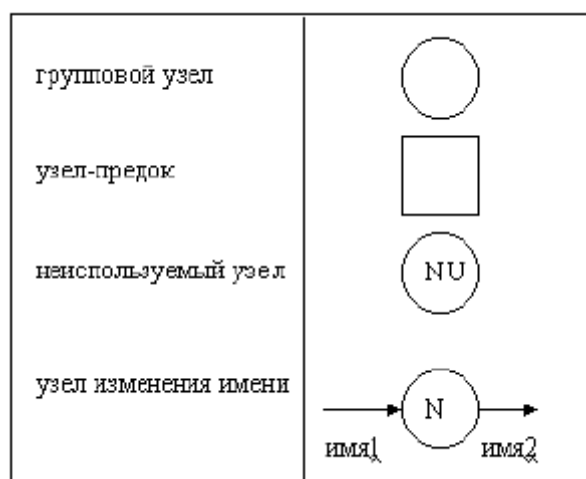 групповой узел
узел-предок
неиспользуемый узел
NU
узел изменения имени
N
имя1
имя2